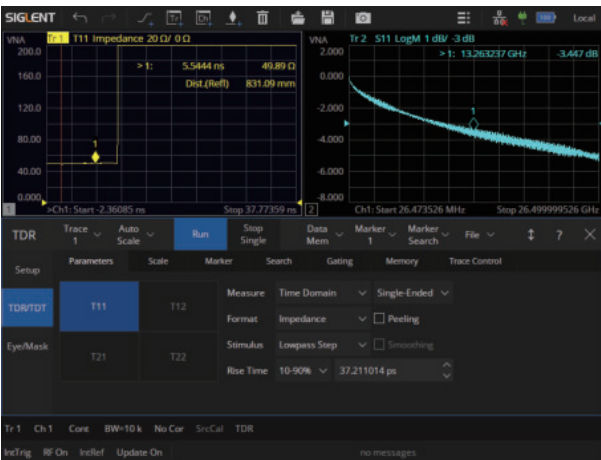 SIGLENT Tr Ch Local
VNA Tr 1 T11 Impedance 20 Ω/ 0 Ω
200.0
> 1: 5.5444 ns 49.89 Ω
Dist.(Refl) 831.09 mm
160.0
120.0
80.00
1
40.00
0.000
1 >Ch1: Start -2.36085 ns Stop 37.77359 ns
VNA Tr 2 S11 LogM 1 dB/ -3 dB
2.000
> 1: 13.263237 GHz -3.447 dB
0.000
-2.000
1
-4.000
-6.000
-8.000
2 Ch1: Start 26.473526 MHz Stop 26.499999526 GHz
TDR Trace 1 Auto Scale Run Stop Single Data Mem Marker 1 Marker Search File ?
Setup Parameters Scale Marker Search Gating Memory Trace Control
TDR/TDT T11 T12 Measure Time Domain Single-Ended
Format Impedance Peeling
Eye/Mask T21 T22 Stimulus Lowpass Step Smoothing
Rise Time 10-90% 37.211014 ps
Tr 1 Ch 1 Cont BW=10 k No Cor SrcCal TDR
IntTrig RF On IntRef Update On no messages